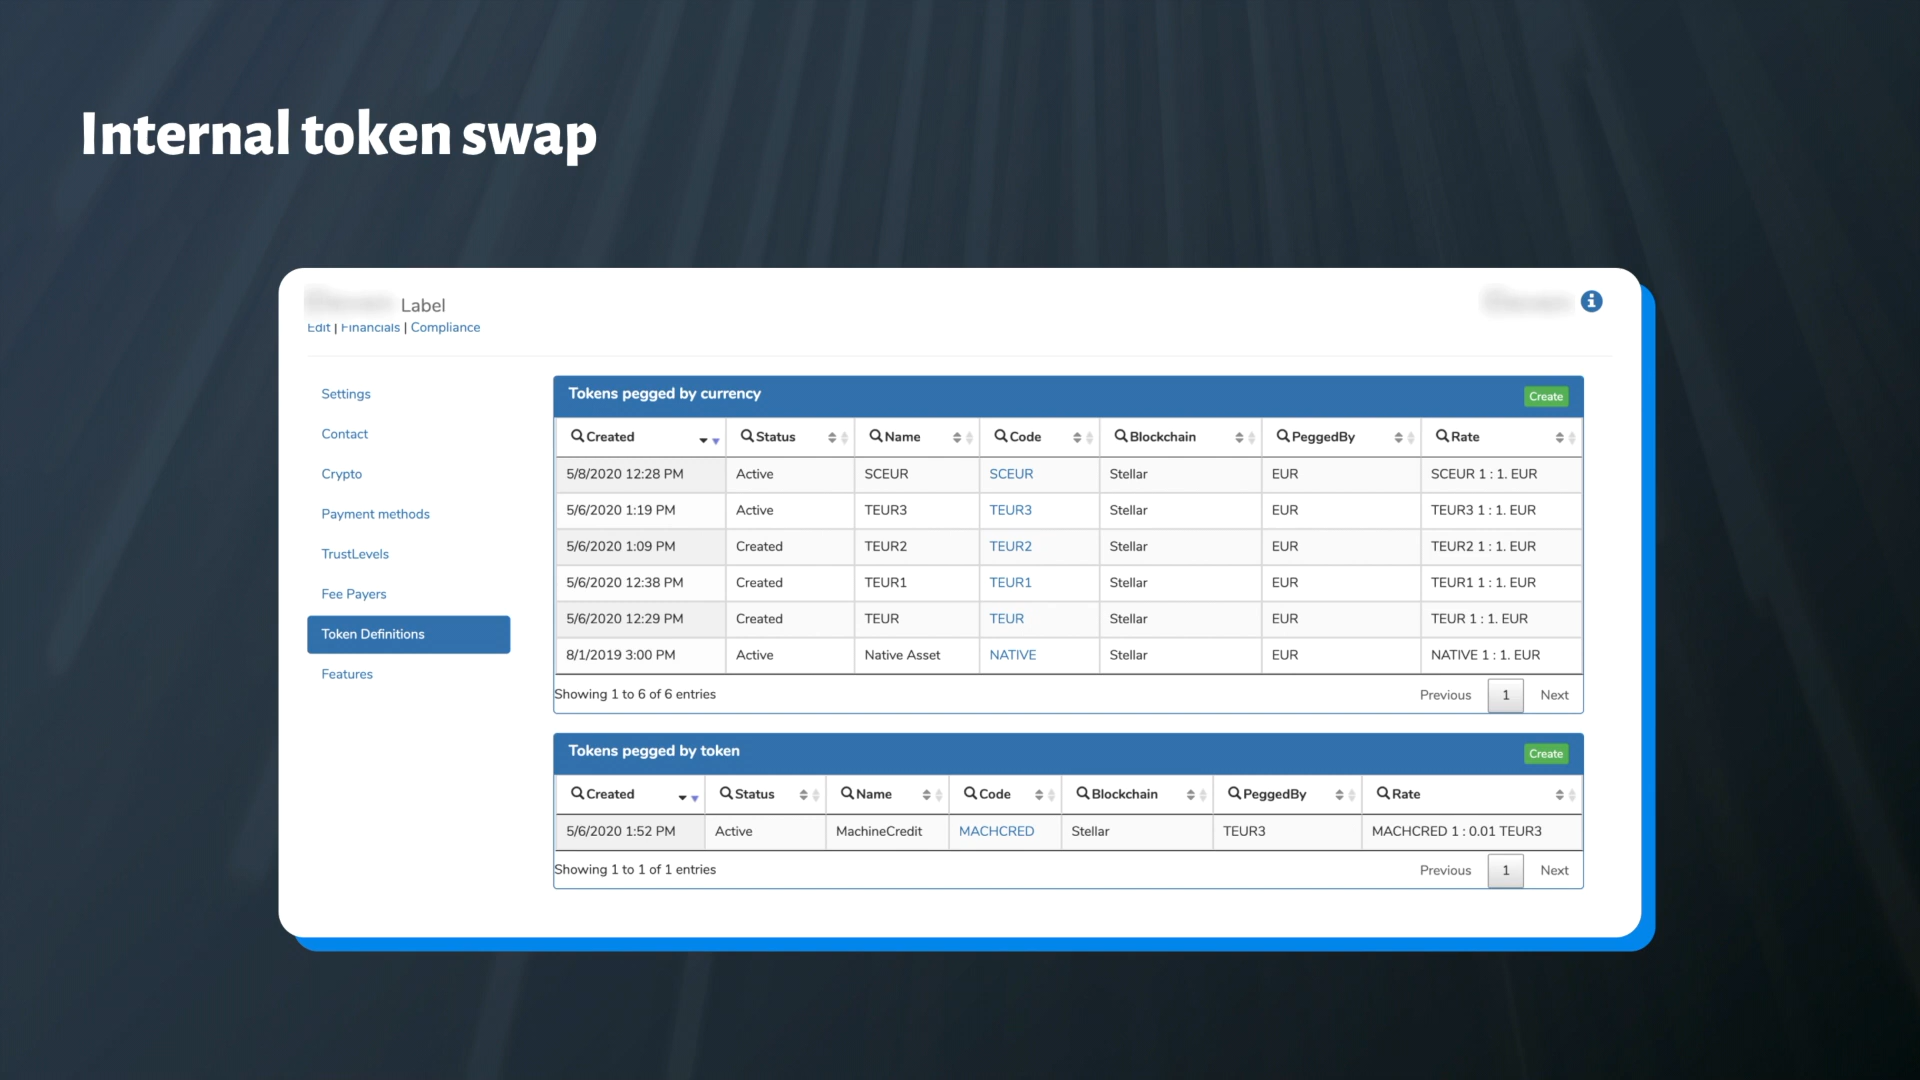 Internal token swap
Label
Edit | Financials | Compliance
Settings
Contact
Crypto
Payment methods
TrustLevels
Fee Payers
Token Definitions
Features
Tokens pegged by currency Create
Created Status Name Code Blockchain PeggedBy Rate
5/8/2020 12:28 PM Active SCEUR SCEUR Stellar EUR SCEUR 1 : 1. EUR
5/6/2020 1:19 PM Active TEUR3 TEUR3 Stellar EUR TEUR3 1 : 1. EUR
5/6/2020 1:09 PM Created TEUR2 TEUR2 Stellar EUR TEUR2 1 : 1. EUR
5/6/2020 12:38 PM Created TEUR1 TEUR1 Stellar EUR TEUR1 1 : 1. EUR
5/6/2020 12:29 PM Created TEUR TEUR Stellar EUR TEUR 1 : 1. EUR
8/1/2019 3:00 PM Active Native Asset NATIVE Stellar EUR NATIVE 1 : 1. EUR
Showing 1 to 6 of 6 entries Previous 1 Next
Tokens pegged by token Create
Created Status Name Code Blockchain PeggedBy Rate
5/6/2020 1:52 PM Active MachineCredit MACHCRED Stellar TEUR3 MACHCRED 1 : 0.01 TEUR3
Showing 1 to 1 of 1 entries Previous 1 Next